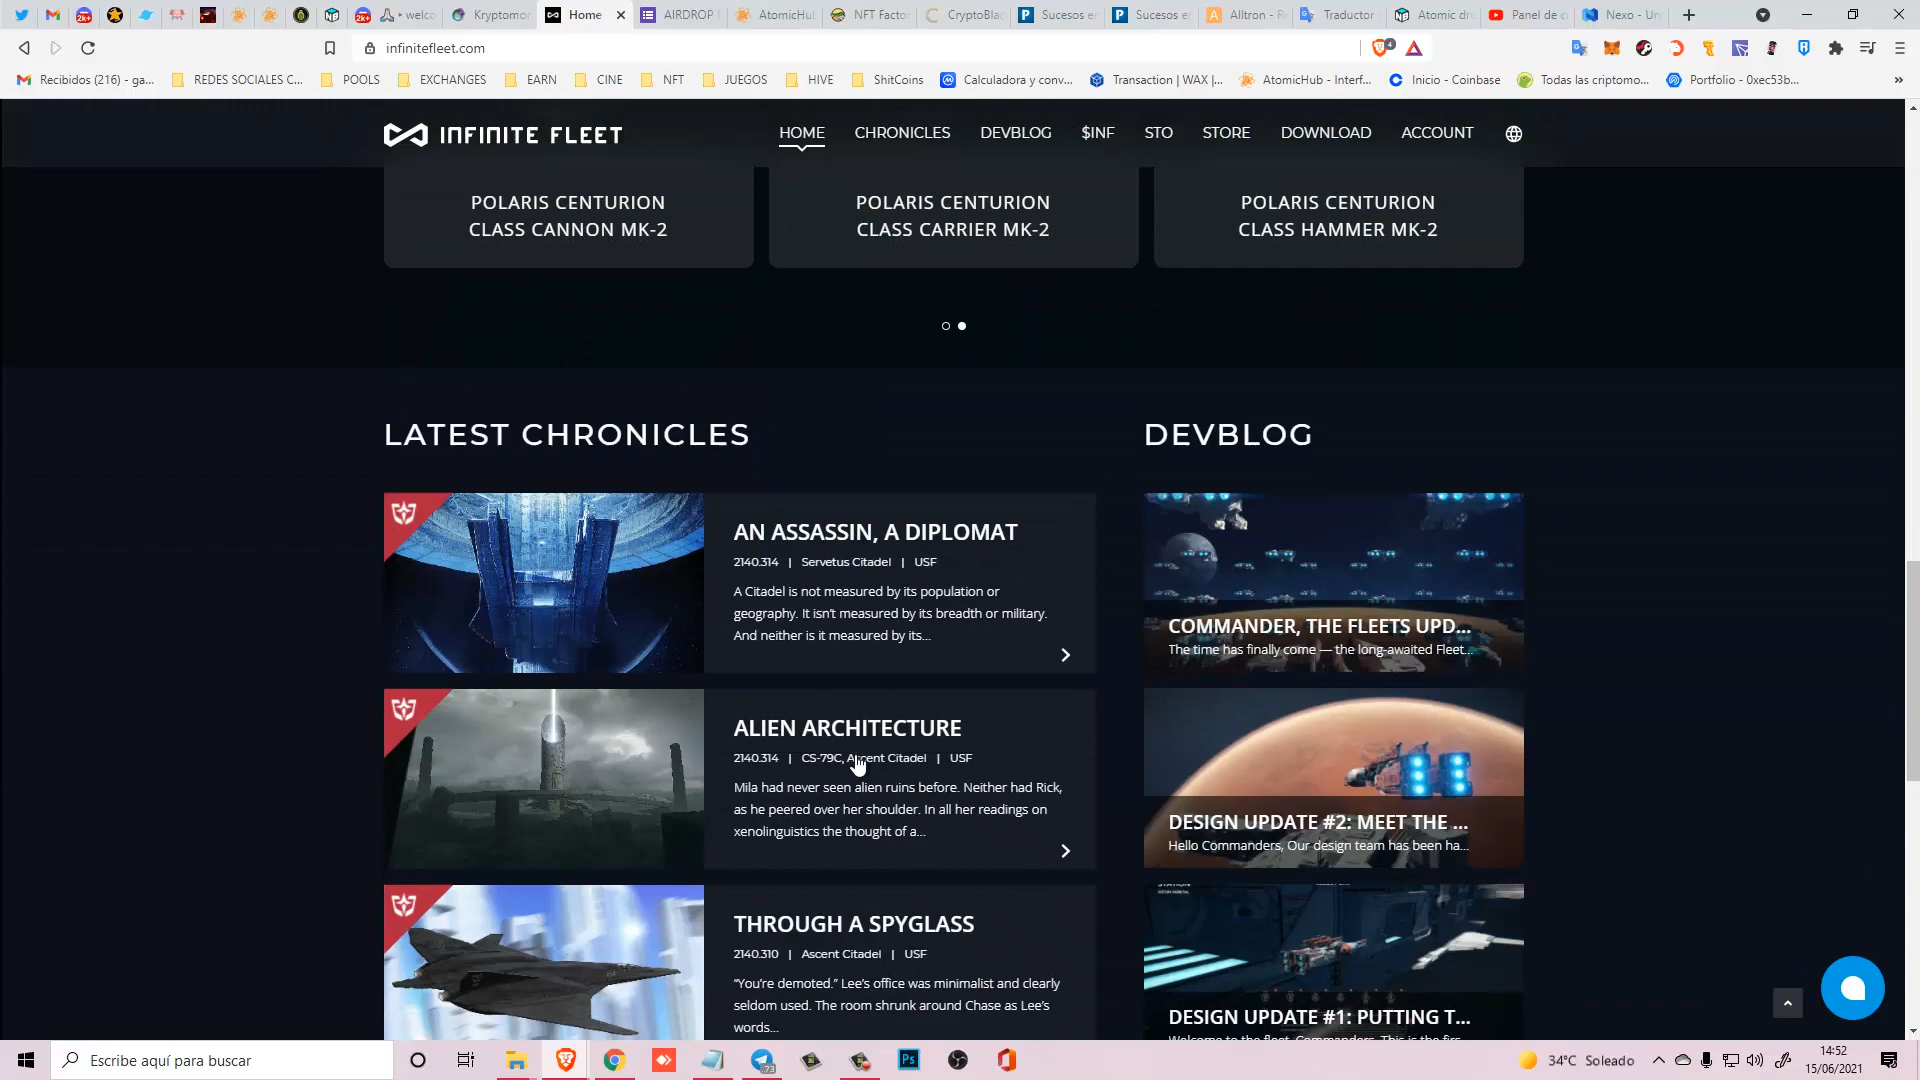 welco
Kryptomor
Home
AIRDROP
AtomicHub
NFT Facto
CryptoBla
Sucesos e
Sucesos e
Alltron - R
Traductor
Atomic dr
Panel de c
Nexo - Un
infinitefleet.com
4
Recibidos (216) - ga...
REDES SOCIALES C...
POOLS
EXCHANGES
EARN
CINE
NFT
JUEGOS
HIVE
ShitCoins
Calculadora y conv...
Transaction | WAX |...
AtomicHub - Interf...
Inicio - Coinbase
Todas las criptomo...
Portfolio - 0xec53b...
INFINITE FLEET
HOME
CHRONICLES
DEVBLOG
$INF
STO
STORE
DOWNLOAD
ACCOUNT
POLARIS CENTURION
CLASS CANNON MK-2
POLARIS CENTURION
CLASS CARRIER MK-2
POLARIS CENTURION
CLASS HAMMER MK-2
LATEST CHRONICLES
AN ASSASSIN, A DIPLOMAT
2140.314 | Servetus Citadel | USF
A Citadel is not measured by its population or
geography. It isn't measured by its breadth or military.
And neither is it measured by its...
ALIEN ARCHITECTURE
2140.314 | CS-79C, Ascent Citadel | USF
Mila had never seen alien ruins before. Neither had Rick,
as he peered over her shoulder. In all her readings on
xenolinguistics the thought of a...
THROUGH A SPYGLASS
2140.310 | Ascent Citadel | USF
“You’re demoted.” Lee’s office was minimalist and clearly
seldom used. The room shrunk around Chase as Lee’s
words...
DEVBLOG
COMMANDER, THE FLEETS UPD...
The time has finally come — the long-awaited Fleet...
DESIGN UPDATE #2: MEET THE ...
Hello Commanders, Our design team has been ha...
DESIGN UPDATE #1: PUTTING T...
Escribe aquí para buscar
73
Ps
34°C Soleado
14:52
15/06/2021